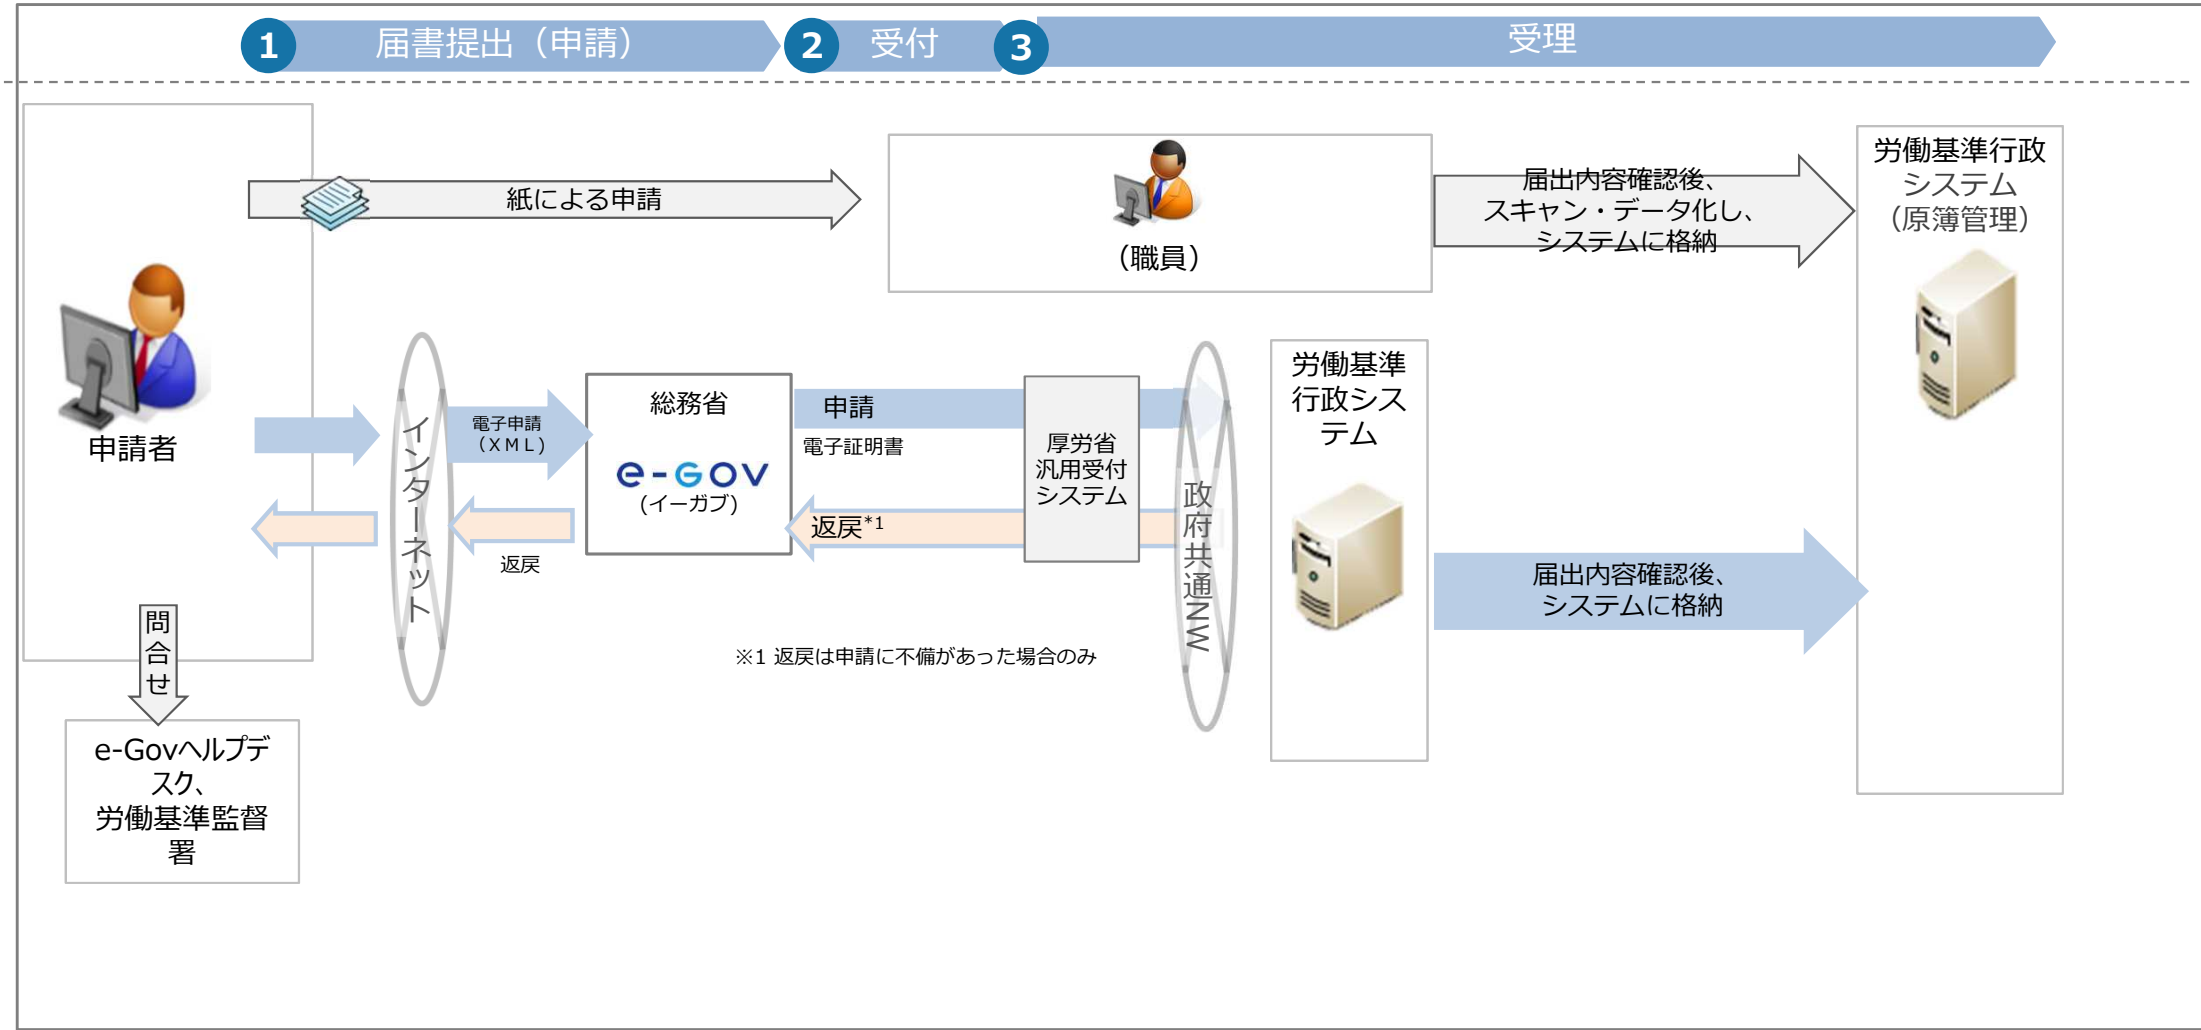 1
届書提出（申請）
2
受付
3
受理
紙による申請
（職員）
届出内容確認後、
スキャン・データ化し、
システムに格納
労働基準行政
システム
（原簿管理）
申請者
インターネット
電子申請
（ＸＭＬ）
返戻
総務省
e-GOV
(イーガブ)
申請
電子証明書
返戻*1
厚労省
汎用受付
システム
政府共通NW
労働基準
行政シス
テム
届出内容確認後、
システムに格納
※1 返戻は申請に不備があった場合のみ
問合せ
e-Govヘルプデ
スク、
労働基準監督
署